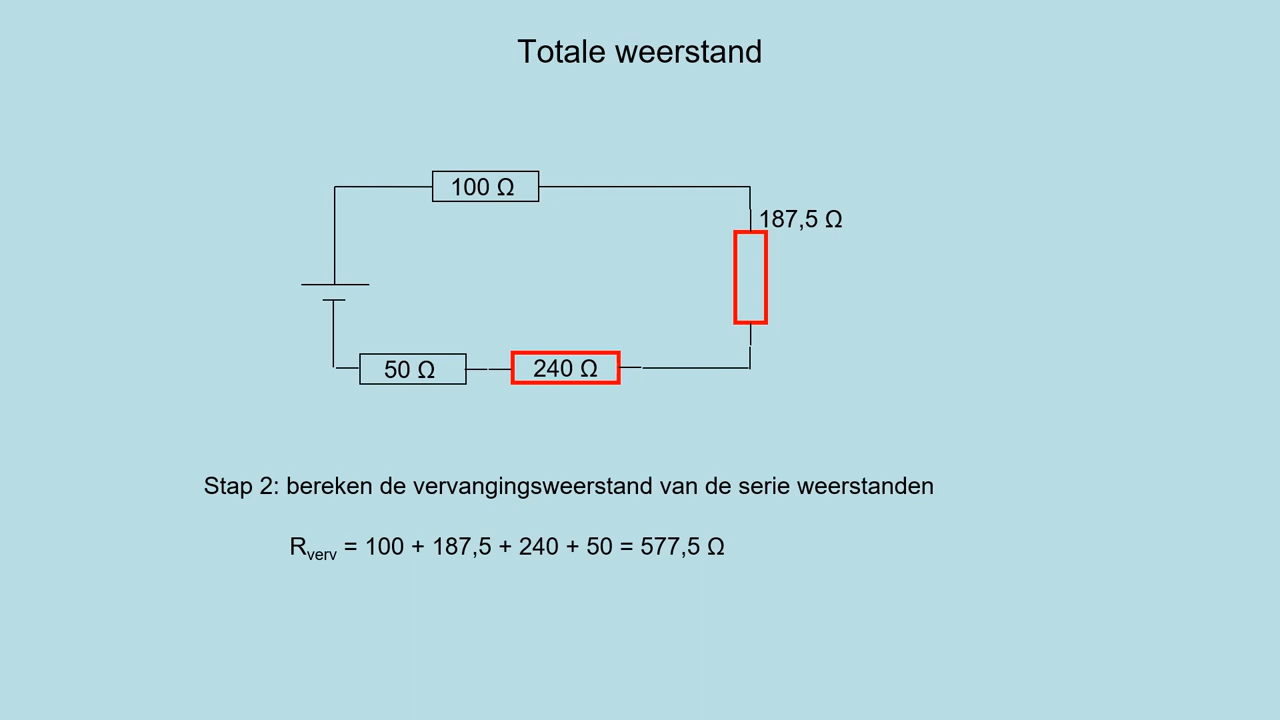 Totale weerstand
100 Ω
187,5 Ω
50 Ω
240 Ω
Stap 2: bereken de vervangingsweerstand van de serie weerstanden
Rverv = 100 + 187,5 + 240 + 50 = 577,5 Ω